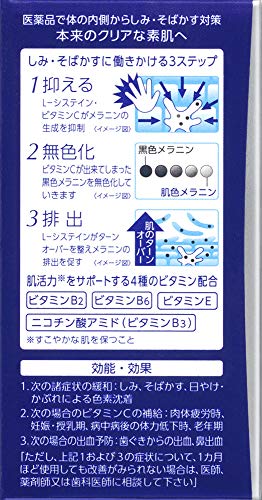 医薬品で体の内側からしみ・そばかす対策
本来のクリアな素肌へ
しみ・そばかすに働きかける3ステップ
1 抑える
L-システイン・
ビタミンCがメラニンの
生成を抑制
〈イメージ図〉
2 無色化
ビタミンCが出来てしまった
黒色メラニンを無色化して
いきます
〈イメージ図〉
黒色メラニン
肌色メラニン
3 排出
L-システインがターン
オーバーを整えメラニンの
排出を促します
〈イメージ図〉
肌のターン
オーバー
肌活力※をサポートする4種のビタミン配合
ビタミンB2
ビタミンB6
ビタミンE
ニコチン酸アミド(ビタミンB3)
※すこやかな肌を保つこと
効能・効果
1.次の諸症状の緩和:しみ、そばかす、日やけ・
かぶれによる色素沈着
2.次の場合のビタミンCの補給:肉体疲労時、
妊娠・授乳期、病中病後の体力低下時、老年期
3.次の場合の出血予防:歯ぐきからの出血、鼻出血
「ただし、上記1および3の症状について、1カ月
ほど使用しても改善がみられない場合は、医師、
薬剤師又は歯科医師に相談して下さい」